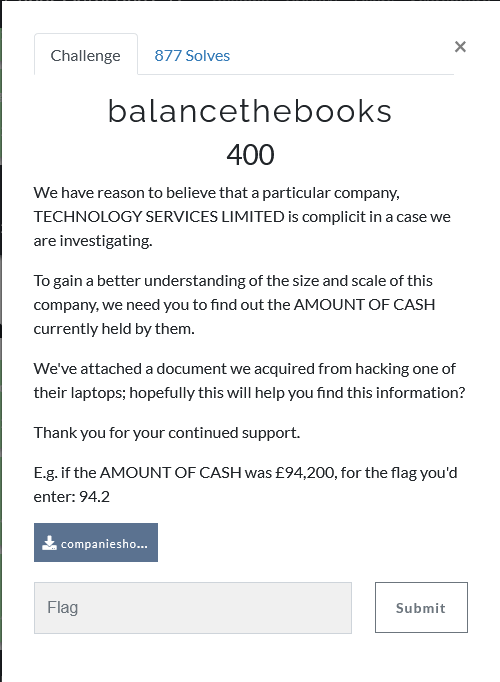 Challenge
877 Solves
×
balancethebooks
400
We have reason to believe that a particular company,
TECHNOLOGY SERVICES LIMITED is complicit in a case we
are investigating.
To gain a better understanding of the size and scale of this
company, we need you to find out the AMOUNT OF CASH
currently held by them.
We've attached a document we acquired from hacking one of
their laptops; hopefully this will help you find this information?
Thank you for your continued support.
E.g. if the AMOUNT OF CASH was £94,200, for the flag you'd
enter: 94.2
companiesho...
Flag
Submit